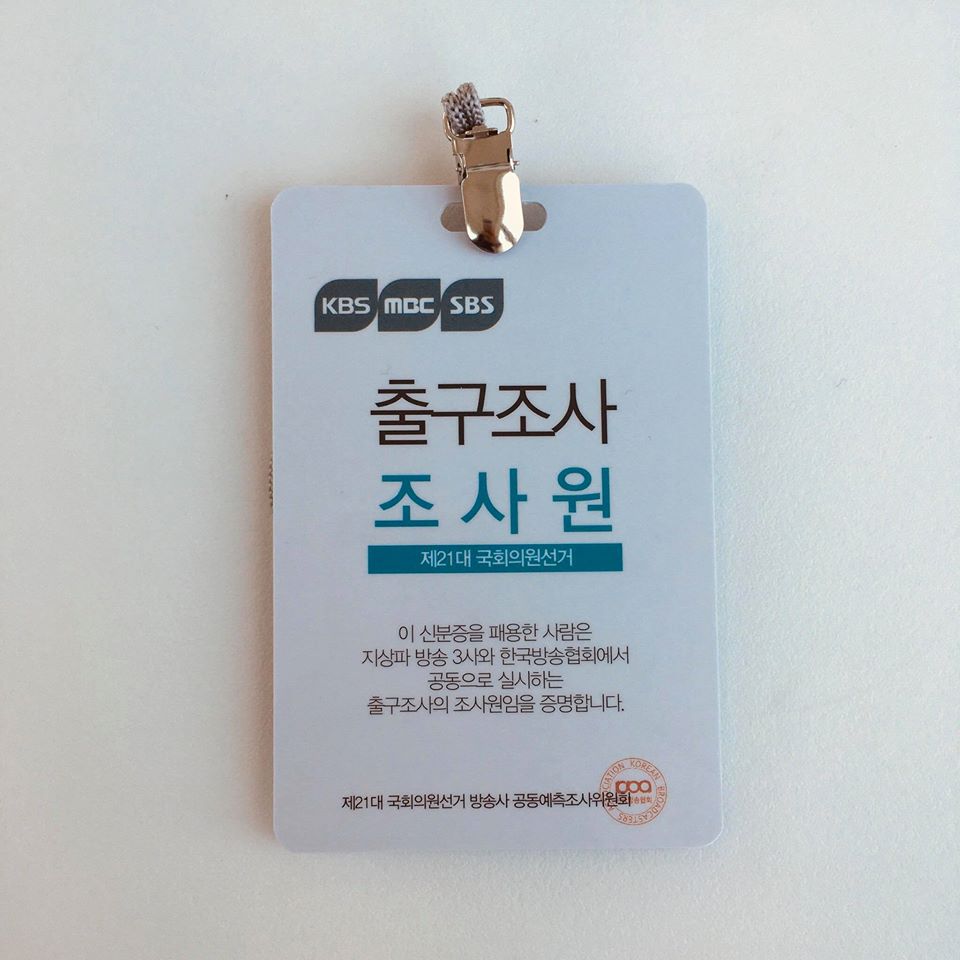 KBS MBC SBS
출구조사
조사원
제21대 국회의원선거
이 신분증을 패용한 사람은
지상파 방송 3사와 한국방송협회에서
공동으로 실시하는
출구조사의 조사원임을 증명합니다.
제21대 국회의원선거 방송사 공동예측조사위원회
KOREAN BROADCASTERS